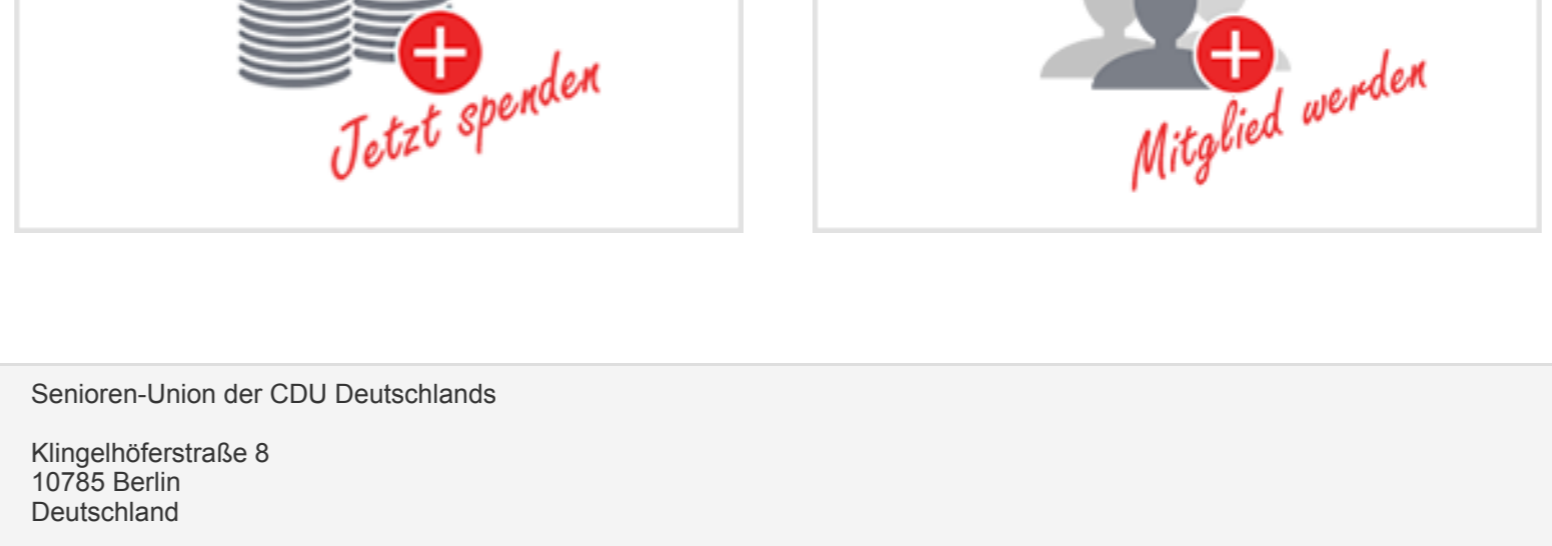 Jetzt spenden
Mitglied werden
Senioren-Union der CDU Deutschlands
Klingelhöferstraße 8
10785 Berlin
Deutschland